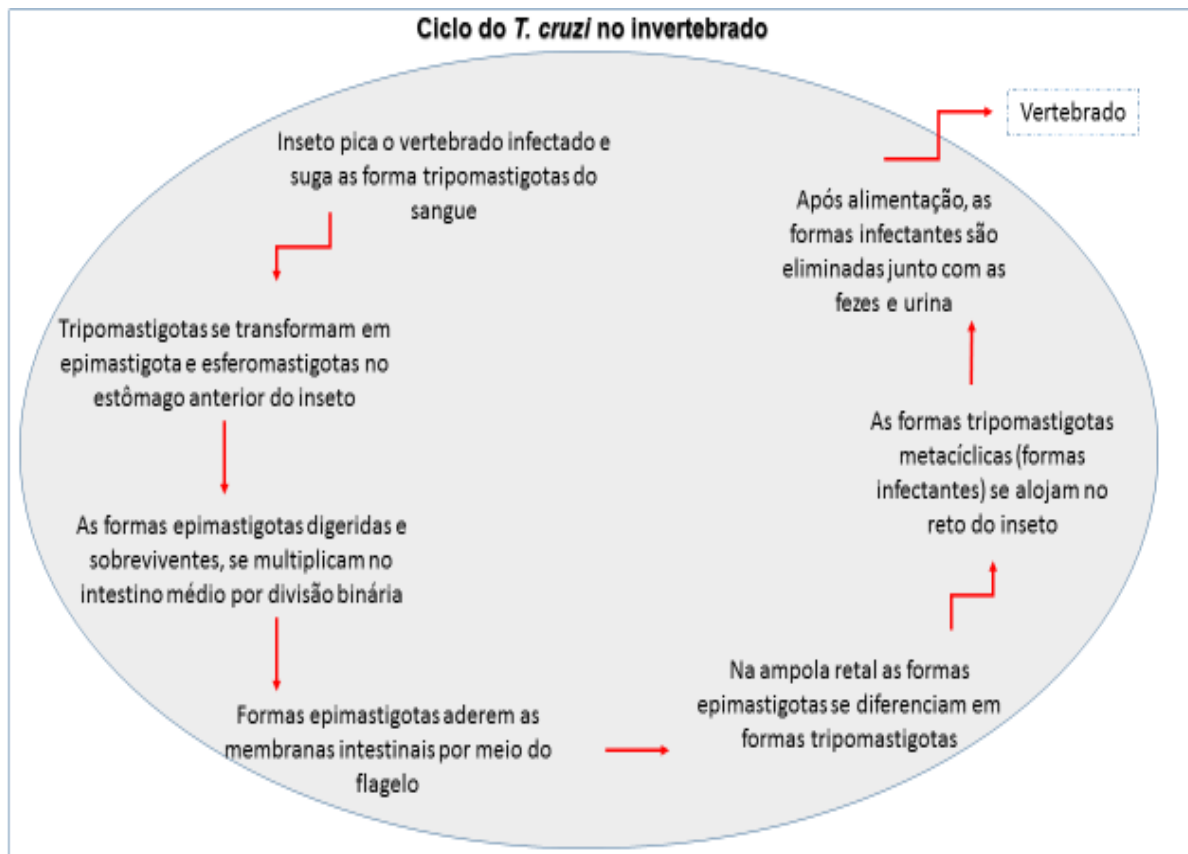 Ciclo do T. cruzi no invertebrado
Inseto pica o vertebrado infectado e
suga as forma tripomastigotas do
sangue
Tripomastigotas se transformam em
epimastigota e esferomastigotas no
estômago anterior do inseto
As formas epimastigotas digeridas e
sobreviventes, se multiplicam no
intestino médio por divisão binária
Formas epimastigotas aderem as
membranas intestinais por meio do
flagelo
Na ampola retal as formas
epimastigotas se diferenciam em
formas tripomastigotas
As formas tripomastigotas
metacíclicas (formas
infectantes) se alojam no
reto do inseto
Após alimentação, as
formas infectantes são
eliminadas junto com as
fezes e urina
Vertebrado